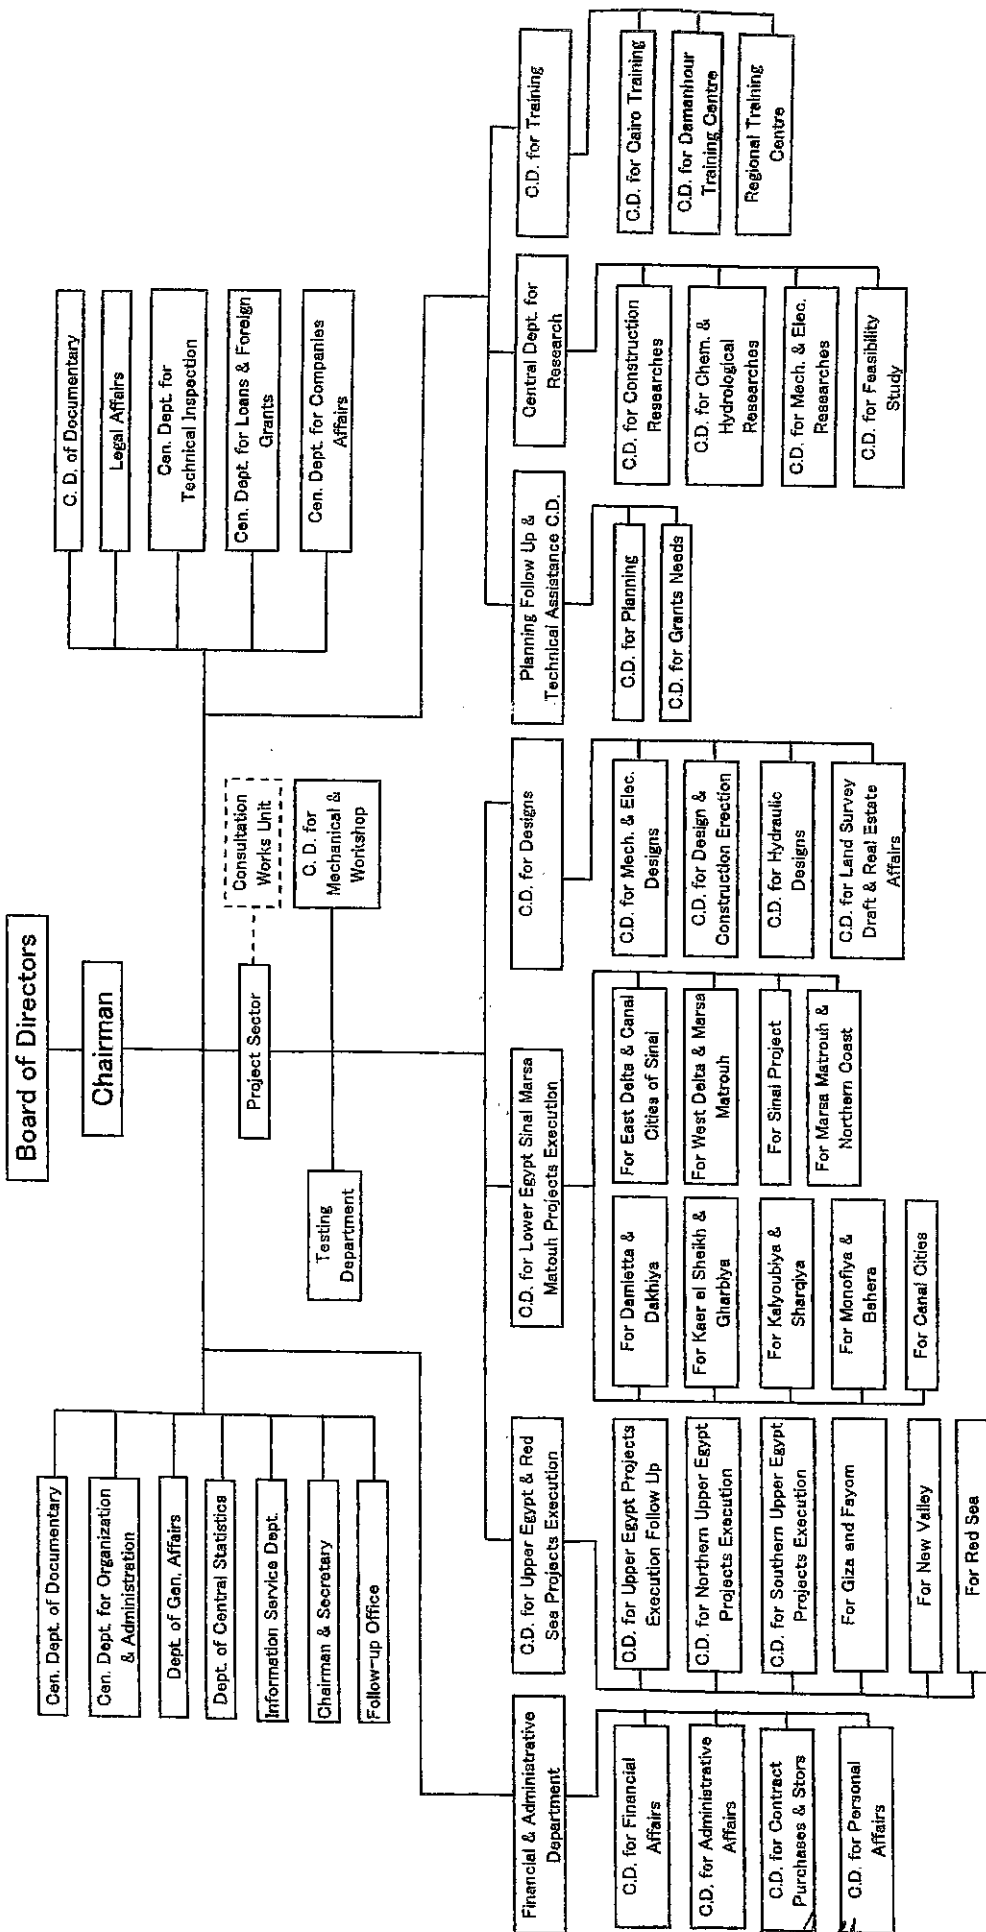 Board of Directors
Chairman
Cen. Dept. of Documentary
Cen. Dept. for Organization
& Administration
Dept. of Gen. Affairs
Dept. of Central Statistics
Information Service Dept.
Chairman & Secretary
Follow-up Office
C. D. of Documentary
Legal Affairs
Cen. Dept. for
Technical Inspection
Cen. Dept. for Loans & Foreign
Grants
Cen. Dept. for Companies
Affairs
Project Sector
Consultation
Works Unit
C. D. for
Mechanical &
Workshop
Testing
Department
Financial & Administrative
Department
C.D. for Financial
Affairs
C.D. for Administrative
Affairs
C.D. for Contract
Purchases & Stors
C.D. for Personal
Affairs
C.D. for Upper Egypt & Red
Sea Projects Execution
C.D. for Upper Egypt Projects
Execution Follow Up
C.D. for Northern Upper Egypt
Projects Execution
C.D. for Southern Upper Egypt
Projects Execution
For Giza and Fayom
For New Valley
For Red Sea
C.D. for Lower Egypt Sinai Marsa
Matouh Projects Execution
For Damietta &
Dakhiya
For Kaer el Sheikh &
Gharbiya
For Kalyoubiya &
Sharqiya
For Monofiya &
Behera
For Canal Cities
For East Delta & Canal
Cities of Sinai
For West Delta & Marsa
Matrouh
For Sinai Project
For Marsa Matrouh &
Northern Coast
C.D. for Designs
C.D. for Mech. & Elec.
Designs
C.D. for Design &
Construction Erection
C.D. for Hydraulic
Designs
C.D. for Land Survey
Draft & Real Estate
Affairs
Planning Follow Up &
Technical Assistance C.D.
C.D. for Planning
C.D. for Grants Needs
Central Dept. for
Research
C.D. for Construction
Researches
C.D. for Chem. &
Hydrological
Researches
C.D. for Mech. & Elec.
Researches
C.D. for Feasibility
Study
C.D. for Training
C.D. for Cairo Training
C.D. for Damanhour
Training Centre
Regional Training
Centre